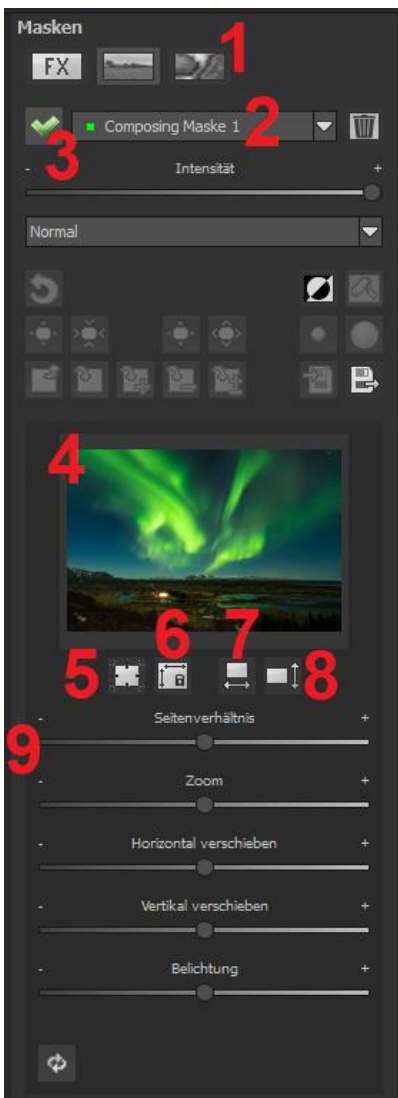 Masken
1
FX
Composing Maske 1
2
3
- Intensität +
Normal
4
5
6
7
8
9
- Seitenverhältnis +
- Zoom +
- Horizontal verschieben +
- Vertikal verschieben +
- Belichtung +